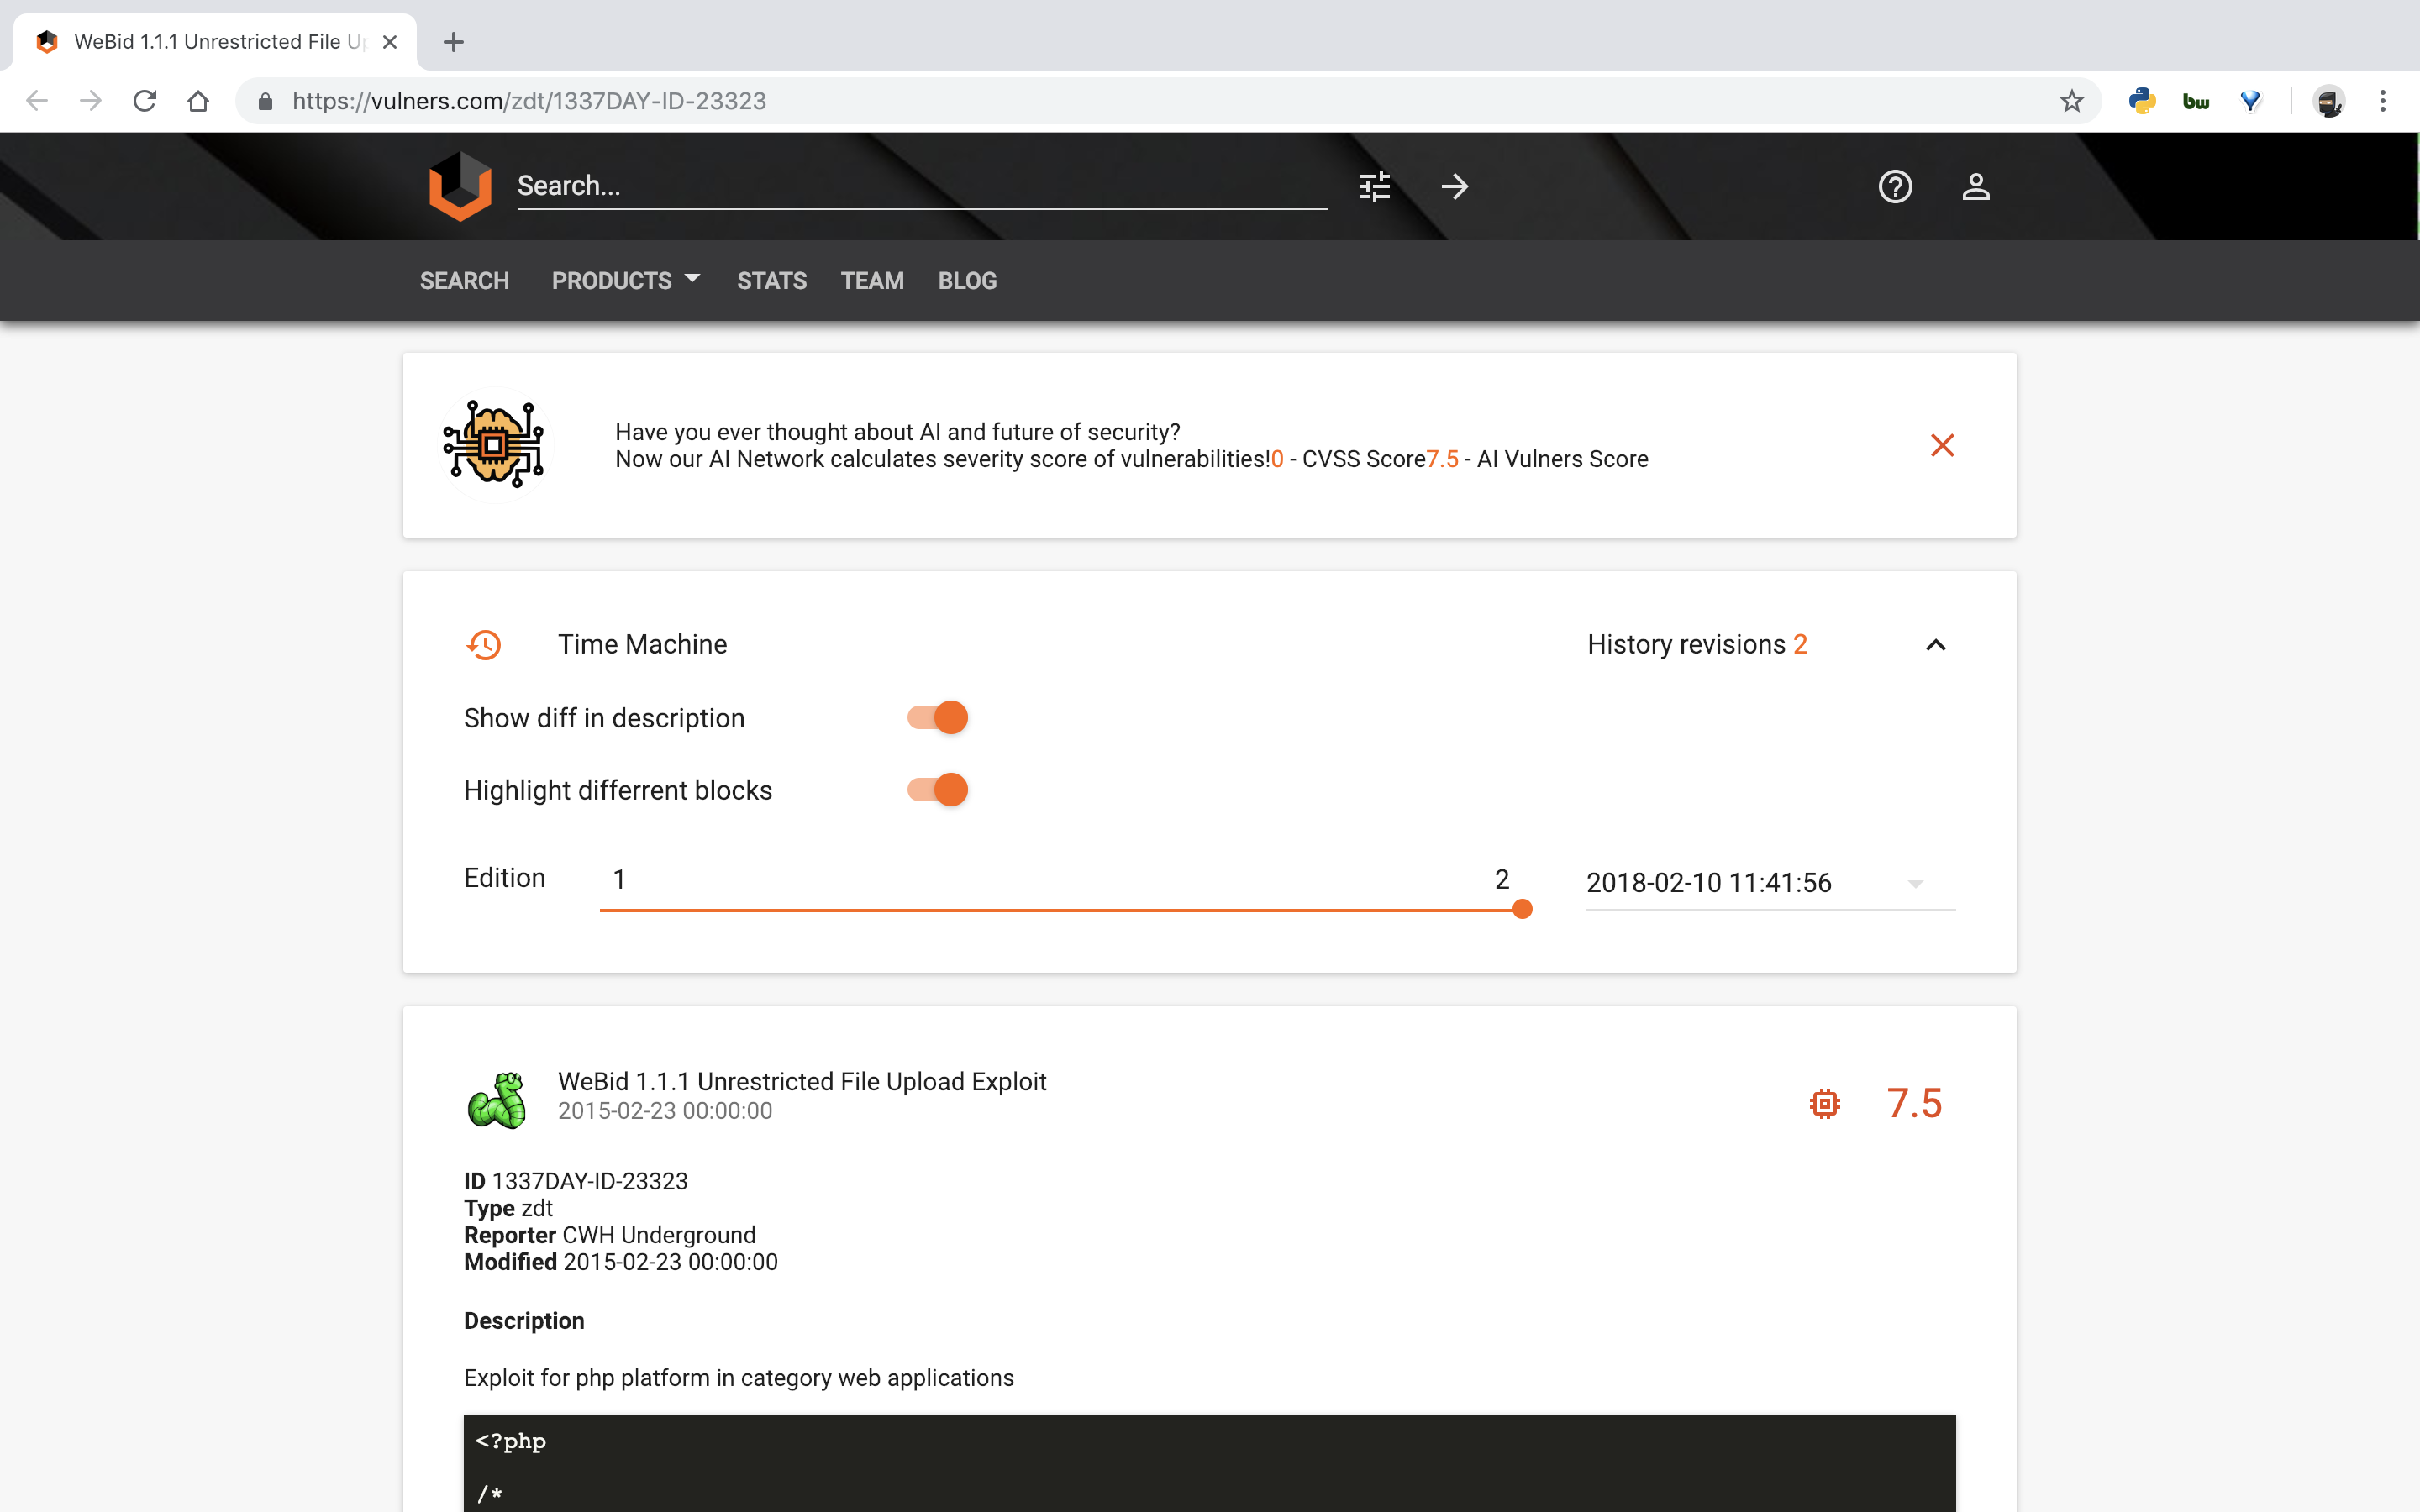 WeBid 1.1.1 Unrestricted File Up
https://vulners.com/zdt/1337DAY-ID-23323
bw
Search...
SEARCH PRODUCTS STATS TEAM BLOG
Have you ever thought about AI and future of security?
Now our AI Network calculates severity score of vulnerabilities!0 - CVSS Score7.5 - AI Vulners Score
Time Machine
History revisions 2
Show diff in description
Highlight differrent blocks
Edition 1 2 2018-02-10 11:41:56
WeBid 1.1.1 Unrestricted File Upload Exploit
2015-02-23 00:00:00
7.5
ID 1337DAY-ID-23323
Type zdt
Reporter CWH Underground
Modified 2015-02-23 00:00:00
Description
Exploit for php platform in category web applications
<?php
/*